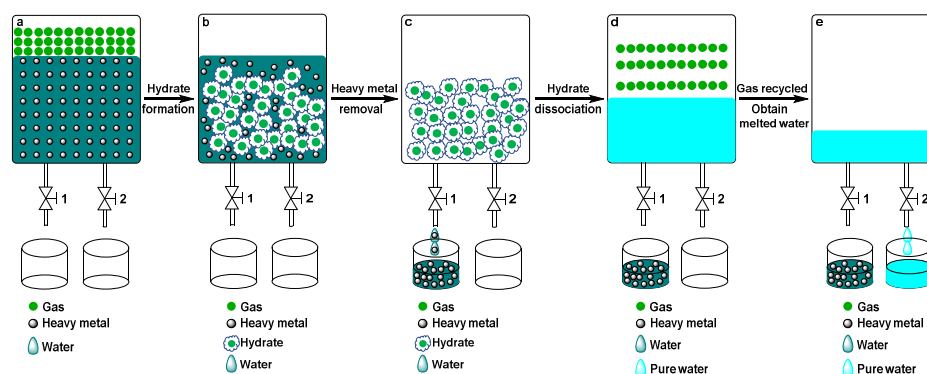 a
b
c
d
e
Hydrate
formation
Heavy metal
removal
Hydrate
dissociation
Gas recycled
Obtain
melted water
1
2
1
2
1
2
1
2
1
2
Gas
Heavy metal
Water
Gas
Heavy metal
Hydrate
Water
Gas
Heavy metal
Hydrate
Water
Gas
Heavy metal
Water
Pure water
Gas
Heavy metal
Water
Pure water